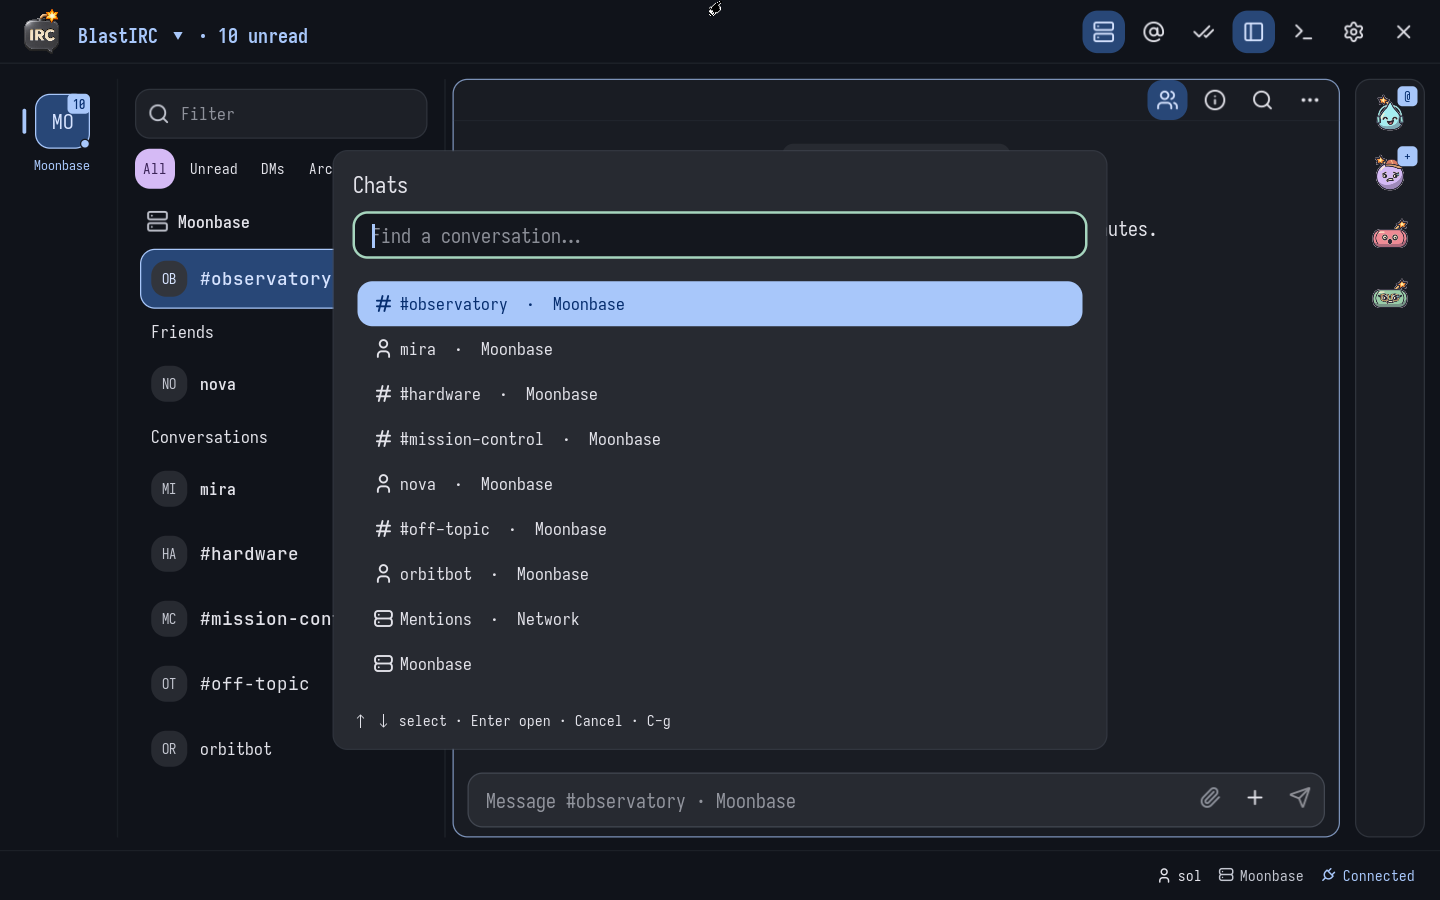 IRC BlastIRC ▼ · 10 unread
10
MO
Moonbase
Filter
All Unread DMs Arc
Moonbase
OB #observatory
Friends
NO nova
Conversations
MI mira
HA #hardware
MC #mission-con
OT #off-topic
OR orbitbot
@
+
utes.
Chats
Find a conversation...
# #observatory · Moonbase
mira · Moonbase
# #hardware · Moonbase
# #mission-control · Moonbase
nova · Moonbase
# #off-topic · Moonbase
orbitbot · Moonbase
Mentions · Network
Moonbase
↑ ↓ select · Enter open · Cancel · C-g
Message #observatory · Moonbase
sol Moonbase Connected